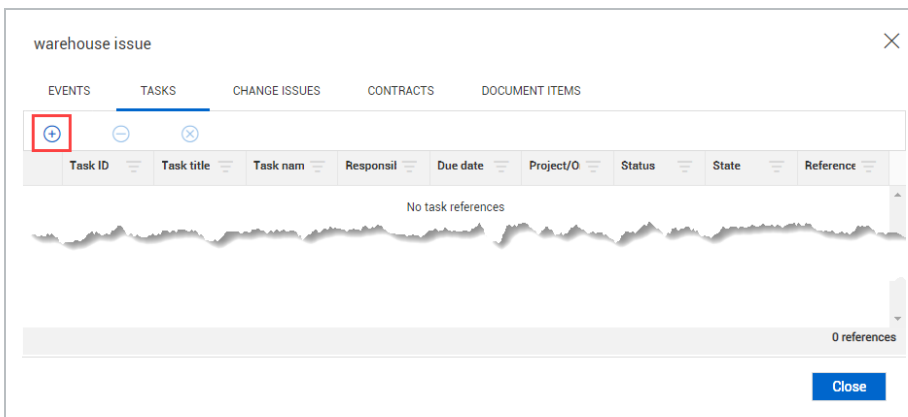 warehouse issue
EVENTS TASKS CHANGE ISSUES CONTRACTS DOCUMENT ITEMS
Task ID Task title Task nam Responsil Due date Project/O Status State Reference
No task references
0 references
Close